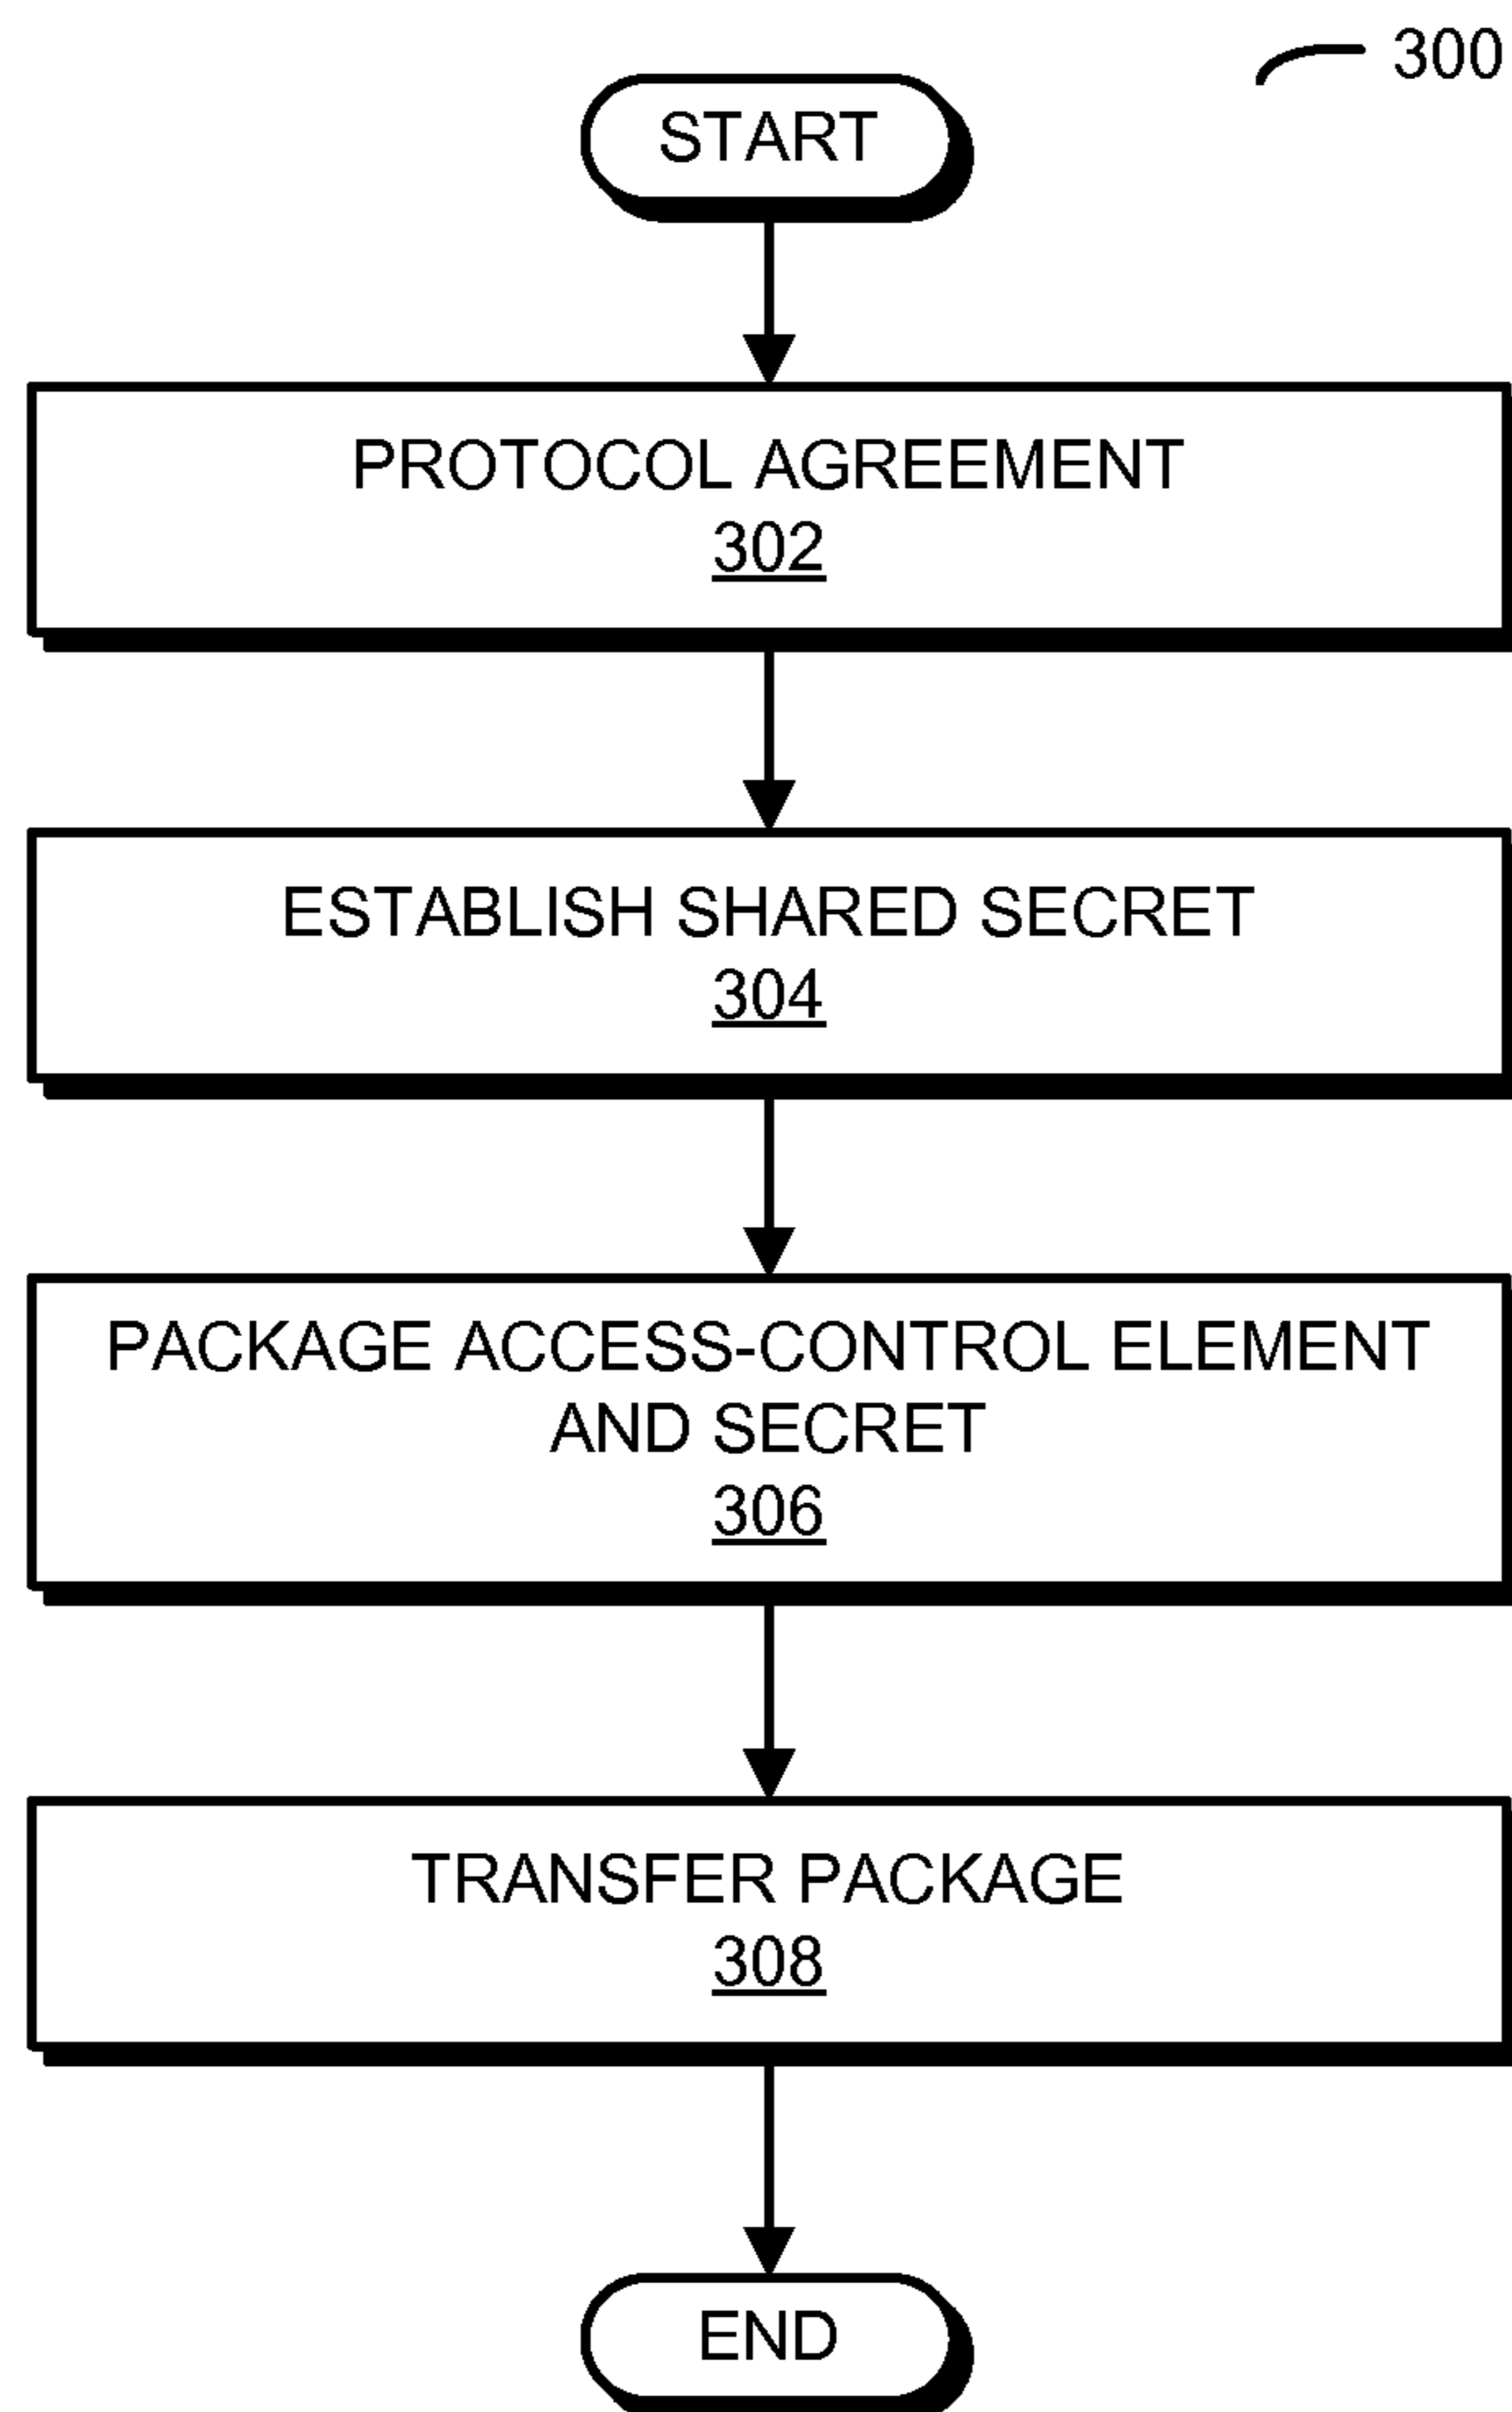 300
START
PROTOCOL AGREEMENT
302
ESTABLISH SHARED SECRET
304
PACKAGE ACCESS-CONTROL ELEMENT
AND SECRET
306
TRANSFER PACKAGE
308
END